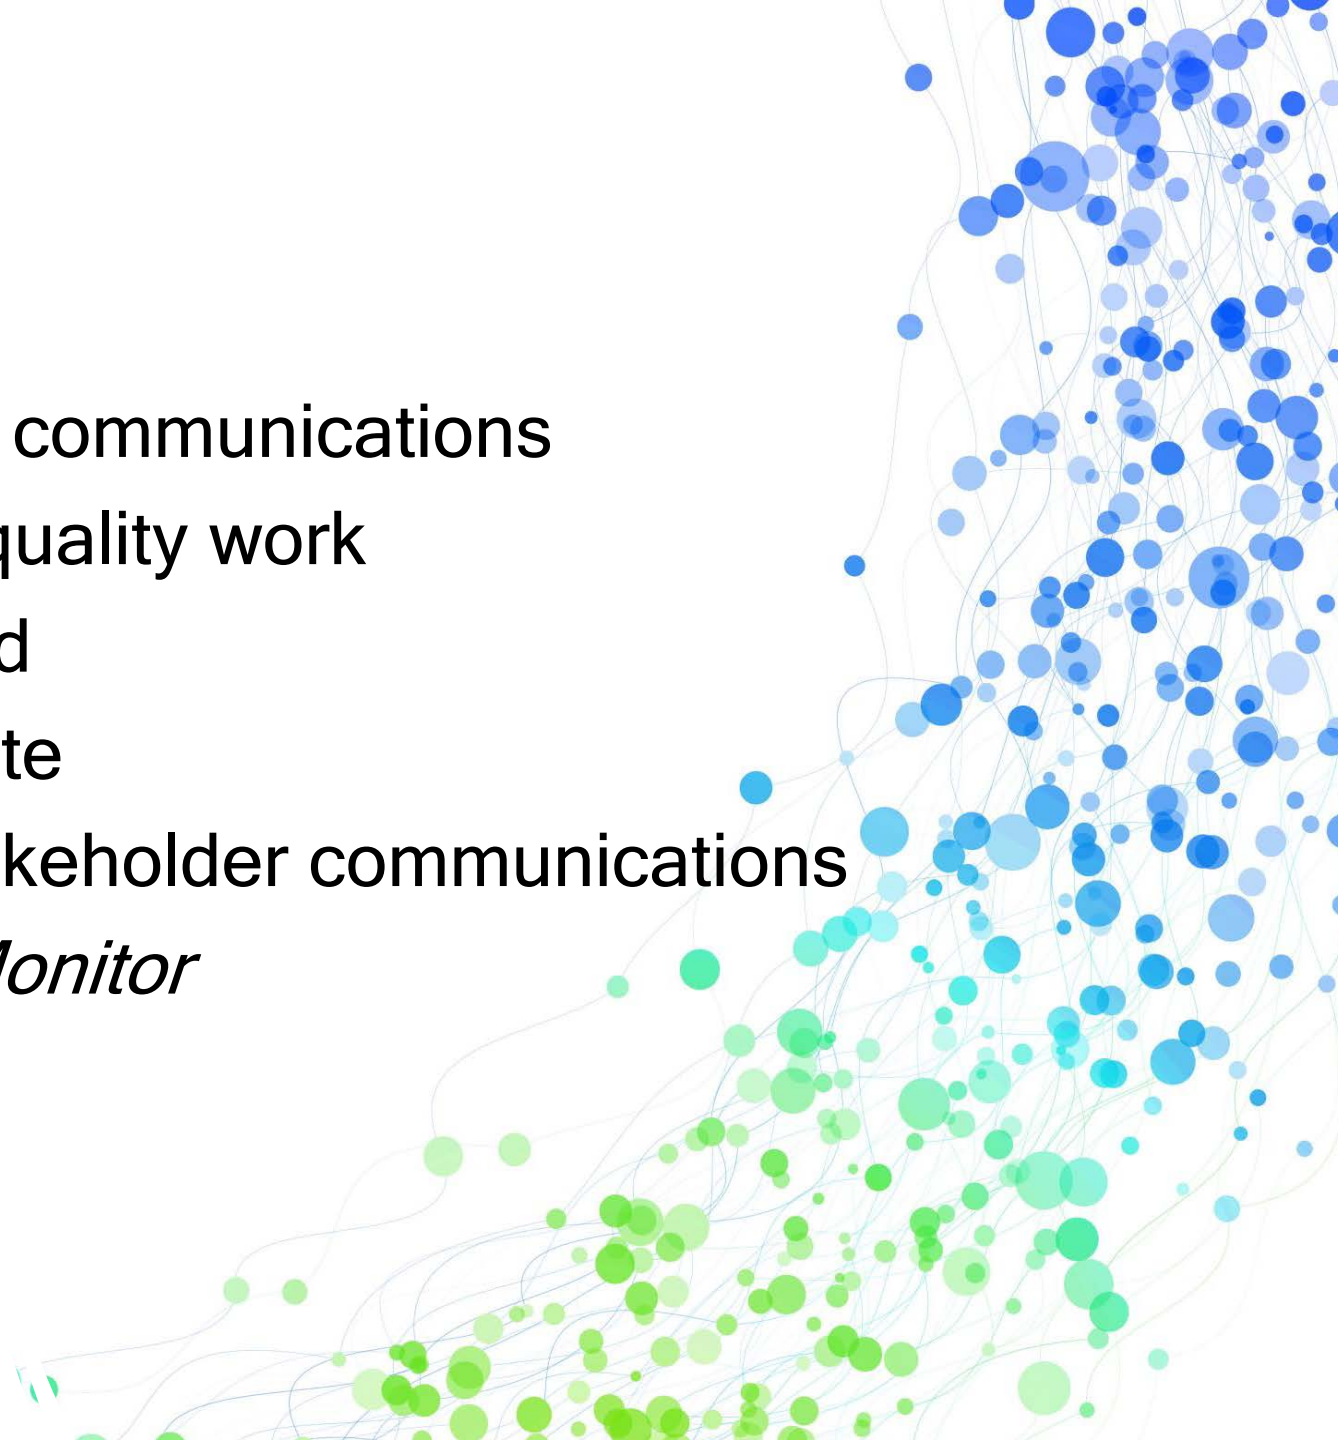 communications
quality work
d
te
keholder communications
Monitor